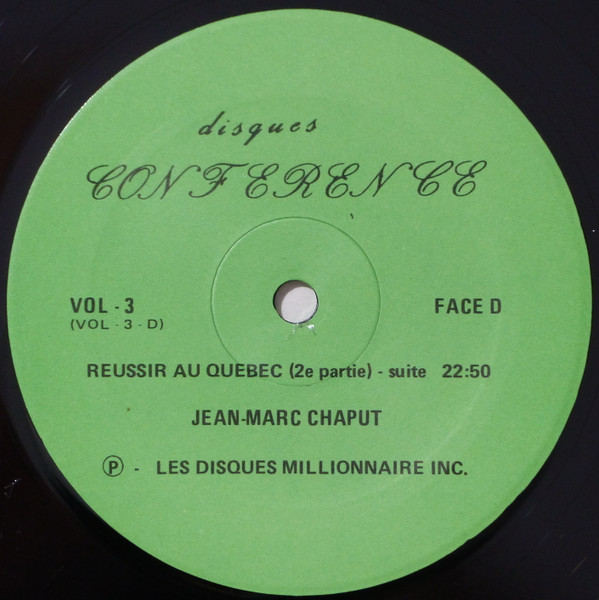 disques
CONFERENCE
VOL - 3 FACE D
(VOL - 3 - D)
REUSSIR AU QUEBEC (2e partie) - suite 22:50
JEAN-MARC CHAPUT
Ⓟ - LES DISQUES MILLIONNAIRE INC.